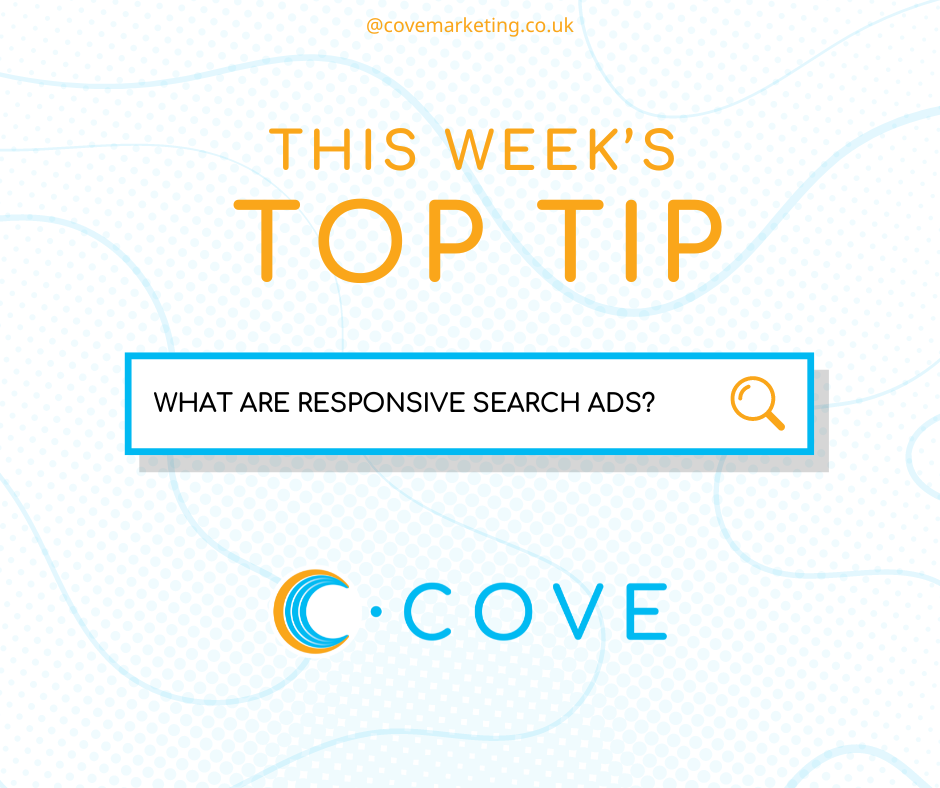 @covemarketing.co.uk
THIS WEEK’S
TOP TIP
WHAT ARE RESPONSIVE SEARCH ADS?
COVE